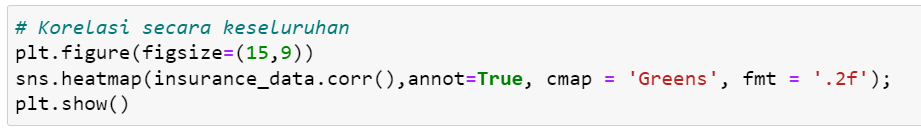 # Korelasi secara keseluruhan
plt.figure(figsize=(15,9))
sns.heatmap(insurance_data.corr(),annot=True, cmap = 'Greens', fmt = '.2f');
plt.show()